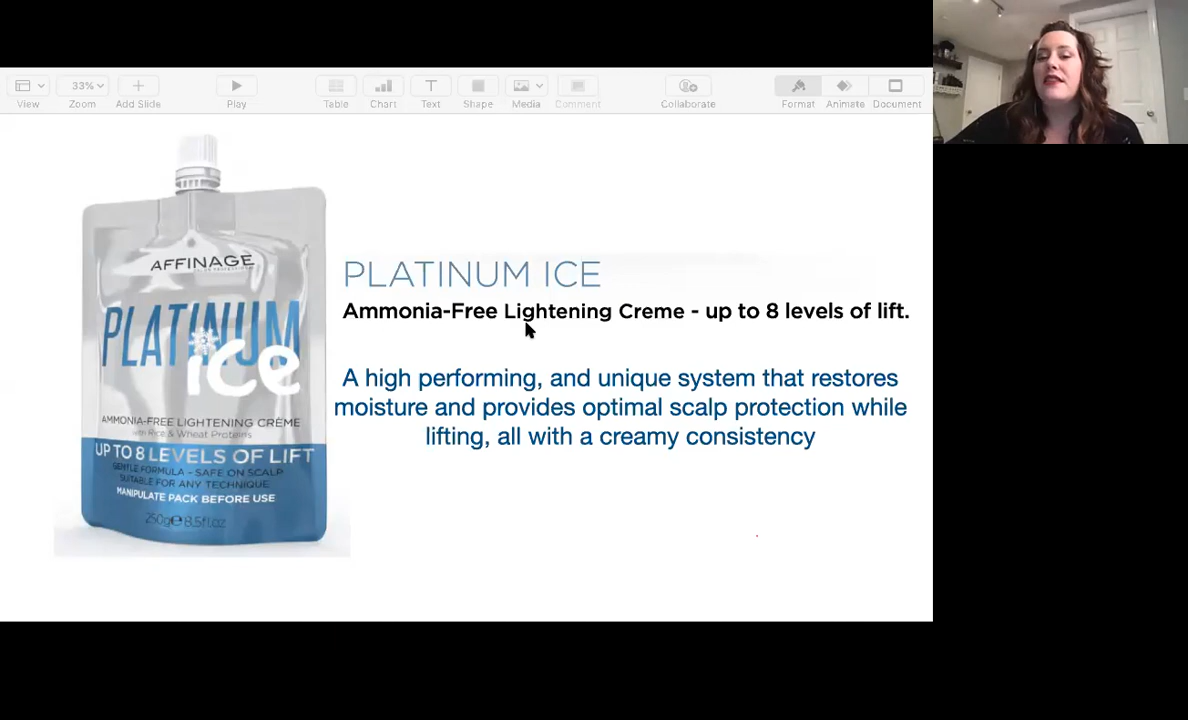 View
33%
Zoom
Add Slide
Play
Table
Chart
Text
Shape
Media
Comment
Collaborate
Format
Animate
Document
AFFINAGE
PLATINUM
ice
AMMONIA-FREE LIGHTENING CRÈME
with Rice & Wheat Proteins
UP TO 8 LEVELS OF LIFT
GENTLE FORMULA - SAFE ON SCALP
SUITABLE FOR ANY TECHNIQUE
MANIPULATE PACK BEFORE USE
250g e 8.5fl.oz
PLATINUM ICE
Ammonia-Free Lightening Creme - up to 8 levels of lift.
A high performing, and unique system that restores
moisture and provides optimal scalp protection while
lifting, all with a creamy consistency